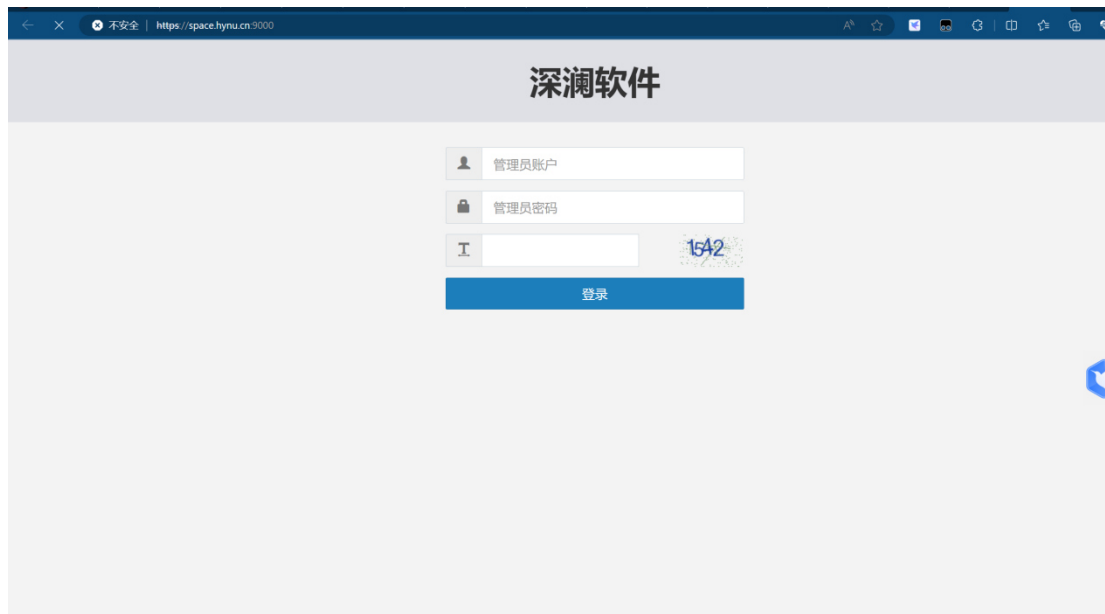 不安全 | https://space.hynu.cn:9000
深澜软件
管理员账户
管理员密码
1542
登录